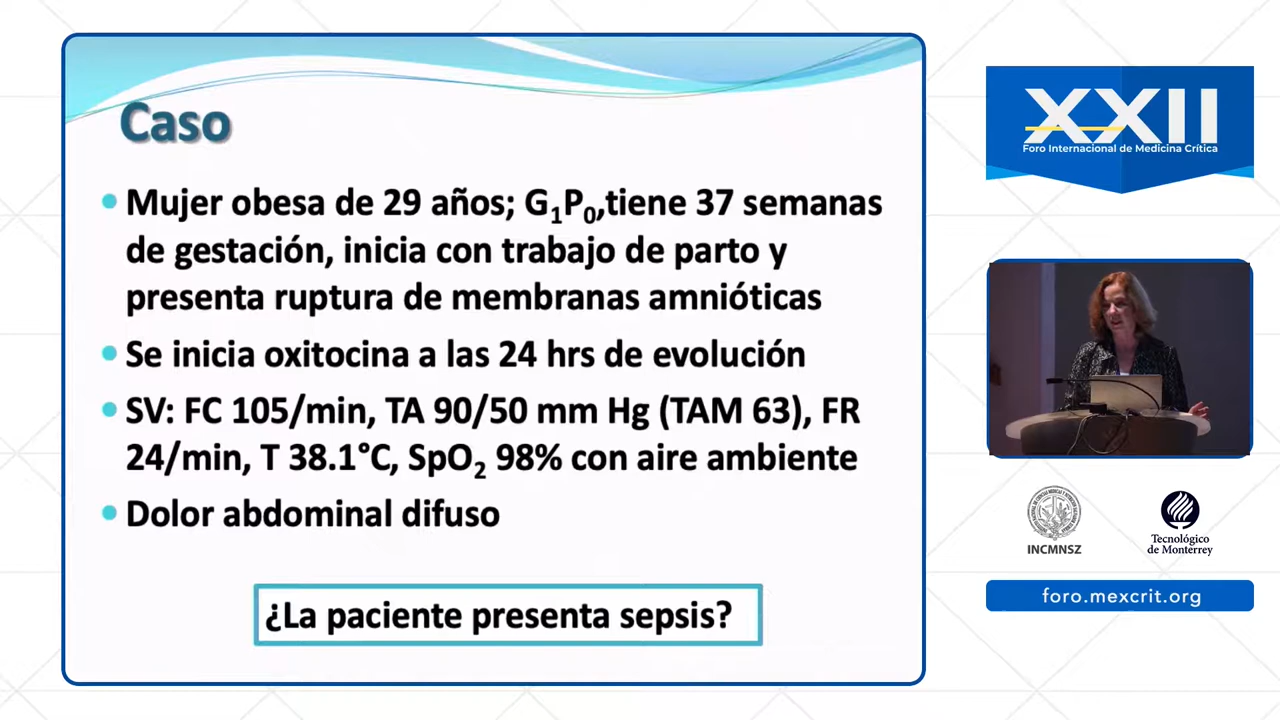 Caso
• Mujer obesa de 29 años; G₁P₀,tiene 37 semanas
de gestación, inicia con trabajo de parto y
presenta ruptura de membranas amnióticas
• Se inicia oxitocina a las 24 hrs de evolución
• SV: FC 105/min, TA 90/50 mm Hg (TAM 63), FR
24/min, T 38.1°C, SpO₂ 98% con aire ambiente
• Dolor abdominal difuso
¿La paciente presenta sepsis?
XXII
Foro Internacional de Medicina Crítica
INCMNSZ
Tecnológico
de Monterrey
foro.mexcrit.org